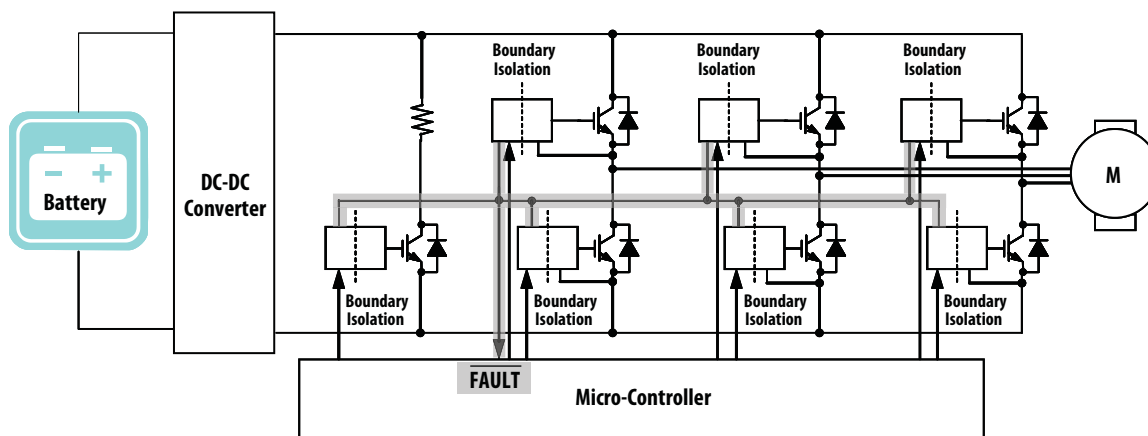 Boundary
Isolation
Boundary
Isolation
Boundary
Isolation
- +
Battery
DC-DC
Converter
M
Boundary
Isolation
Boundary
Isolation
Boundary
Isolation
Boundary
Isolation
FAULT
Micro-Controller